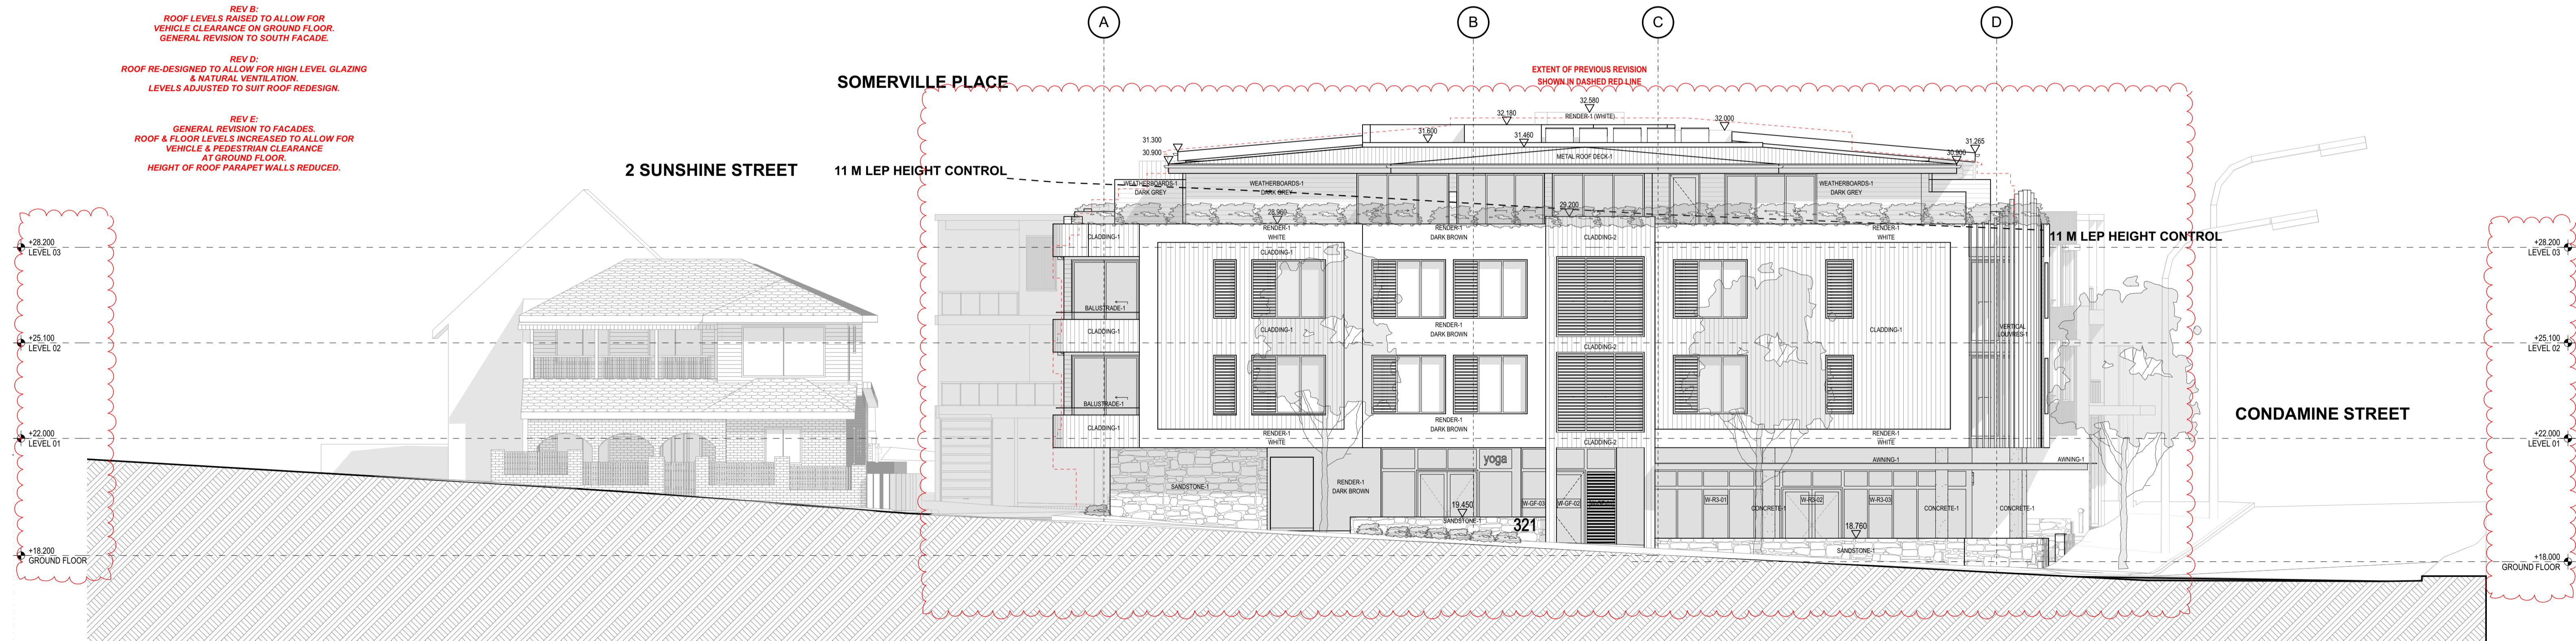 REV B:
ROOF LEVELS RAISED TO ALLOW FOR
VEHICLE CLEARANCE ON GROUND FLOOR.
GENERAL REVISION TO SOUTH FACADE.
REV D:
ROOF RE-DESIGNED TO ALLOW FOR HIGH LEVEL GLAZING
& NATURAL VENTILATION.
LEVELS ADJUSTED TO SUIT ROOF REDESIGN.
REV E:
GENERAL REVISION TO FACADES.
ROOF & FLOOR LEVELS INCREASED TO ALLOW FOR
VEHICLE & PEDESTRIAN CLEARANCE
AT GROUND FLOOR.
HEIGHT OF ROOF PARAPET WALLS REDUCED.
A
B
C
D
SOMERVILLE PLACE
EXTENT OF PREVIOUS REVISION
SHOWN IN DASHED RED LINE
2 SUNSHINE STREET
11 M LEP HEIGHT CONTROL
32.580
32.180
RENDER-1 (WHITE)
32.000
31.600
31.460
31.300
30.900
31.265
30.900
METAL ROOF DECK-1
WEATHERBOARDS-1
DARK GREY
WEATHERBOARDS-1
DARK GREY
WEATHERBOARDS-1
DARK GREY
28.960
29.200
RENDER-1
WHITE
RENDER-1
DARK BROWN
RENDER-1
WHITE
CLADDING-1
CLADDING-2
CLADDING-1
11 M LEP HEIGHT CONTROL
+28.200
LEVEL 03
+28.200
LEVEL 03
BALUSTRADE-1
CLADDING-1
CLADDING-1
RENDER-1
DARK BROWN
CLADDING-1
VERTICAL
LOUVRES-1
+25.100
LEVEL 02
CLADDING-2
+25.100
LEVEL 02
BALUSTRADE-1
CLADDING-1
RENDER-1
DARK BROWN
CONDAMINE STREET
+22.000
LEVEL 01
RENDER-1
WHITE
CLADDING-2
RENDER-1
WHITE
+22.000
LEVEL 01
yoga
AWNING-1
AWNING-1
SANDSTONE-1
RENDER-1
DARK BROWN
W-GF-03
W-GF-02
W-R3-01
W-R3-02
W-R3-03
19.450
SANDSTONE-1
321
CONCRETE-1
CONCRETE-1
CONCRETE-1
18.760
SANDSTONE-1
+18.200
GROUND FLOOR
+18.000
GROUND FLOOR